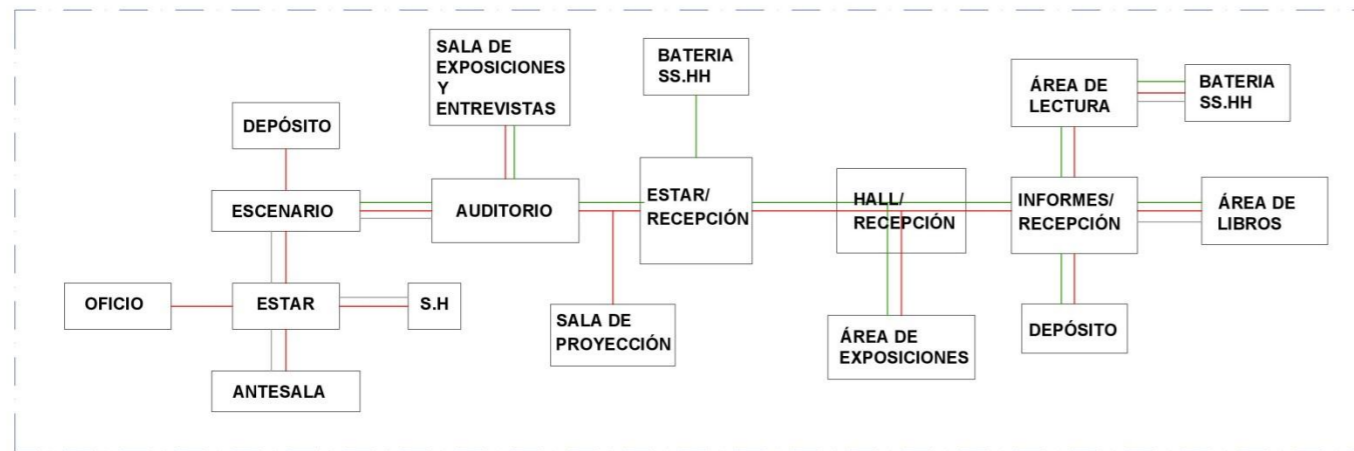 SALA DE
EXPOSICIONES
Y
ENTREVISTAS
BATERIA
SS.HH
ÁREA DE
LECTURA
BATERIA
SS.HH
DEPÓSITO
ESCENARIO
AUDITORIO
ESTAR/
RECEPCIÓN
HALL/
RECEPCIÓN
INFORMES/
RECEPCIÓN
ÁREA DE
LIBROS
OFICIO
ESTAR
S.H
SALA DE
PROYECCIÓN
ÁREA DE
EXPOSICIONES
DEPÓSITO
ANTESALA